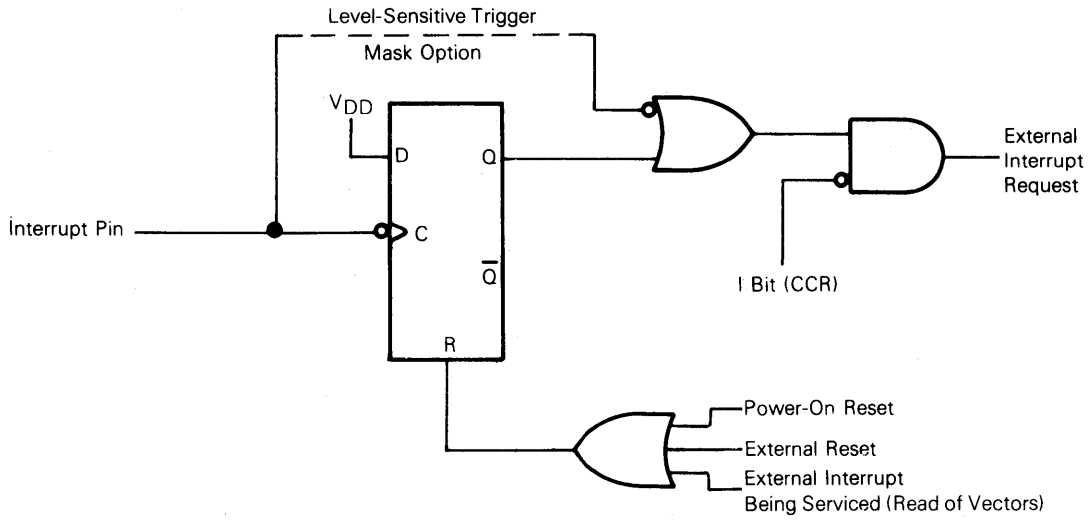 Level-Sensitive Trigger
Mask Option
VDD
D
Q
Interrupt Pin
C
Q̅
R
External
Interrupt
Request
I Bit (CCR)
Power-On Reset
External Reset
External Interrupt
Being Serviced (Read of Vectors)